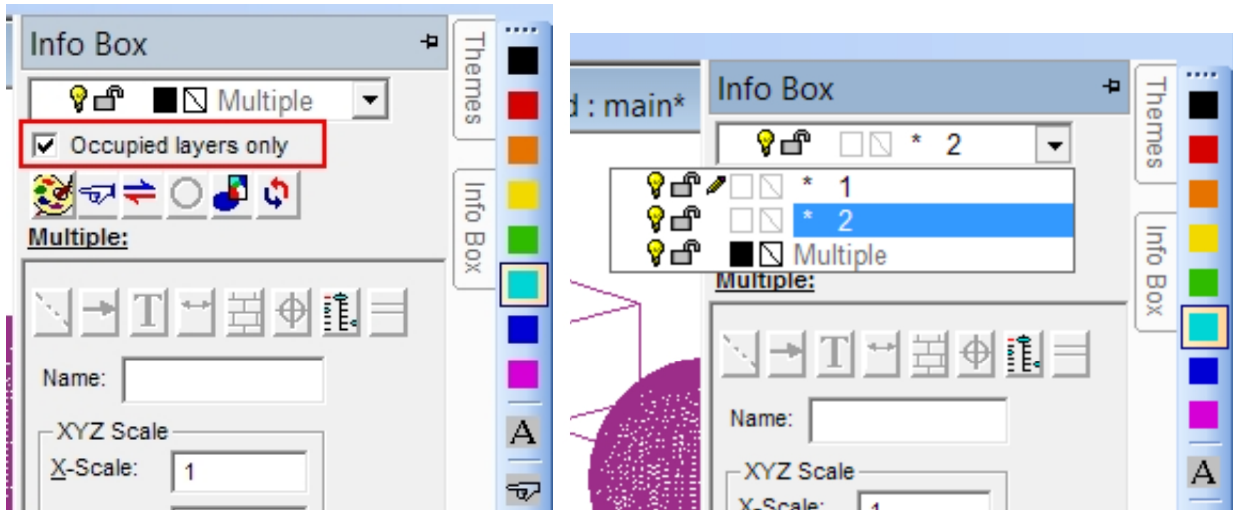 Info Box
Multiple
Occupied layers only
Multiple:
T
Name:
XYZ Scale
X-Scale: 1
Themes
Info Box
A
d : main*
Info Box
* 2
* 1
* 2
Multiple
Multiple:
T
Name:
XYZ Scale
X-Scale: 1
Themes
Info Box
A